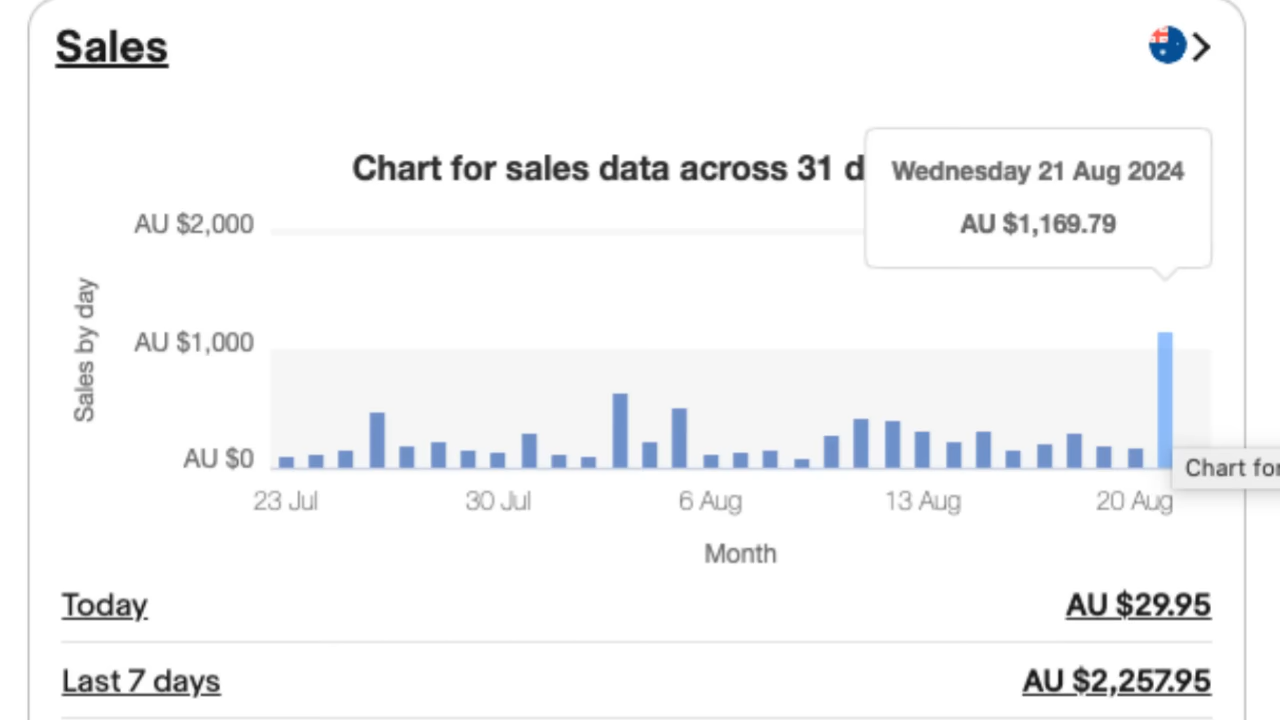 Sales
Chart for sales data across 31 d
Wednesday 21 Aug 2024
AU $1,169.79
AU $2,000
AU $1,000
AU $0
Sales by day
23 Jul 30 Jul 6 Aug 13 Aug 20 Aug
Chart for
Month
Today AU $29.95
Last 7 days AU $2,257.95